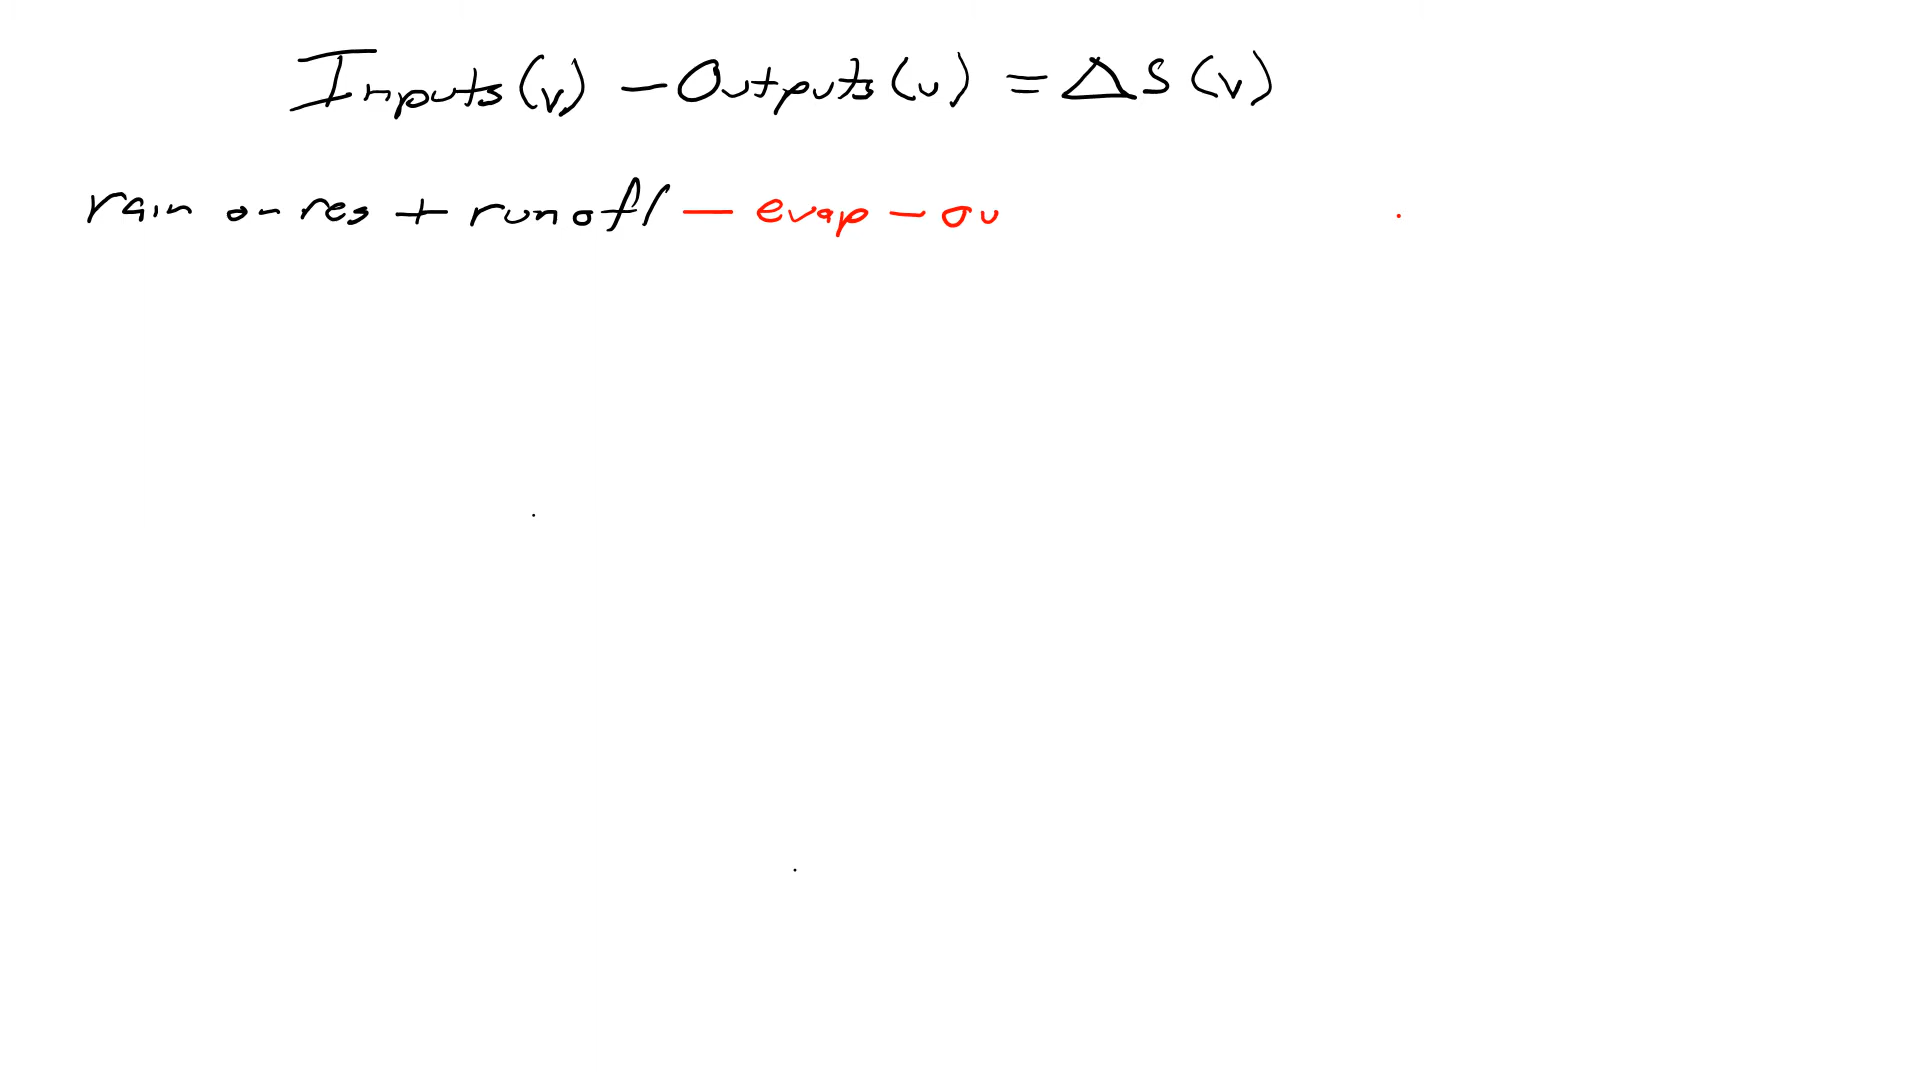 Inputs(v) - Outputs(v) = ΔS(v)
rain on res + runoff - evap - ou